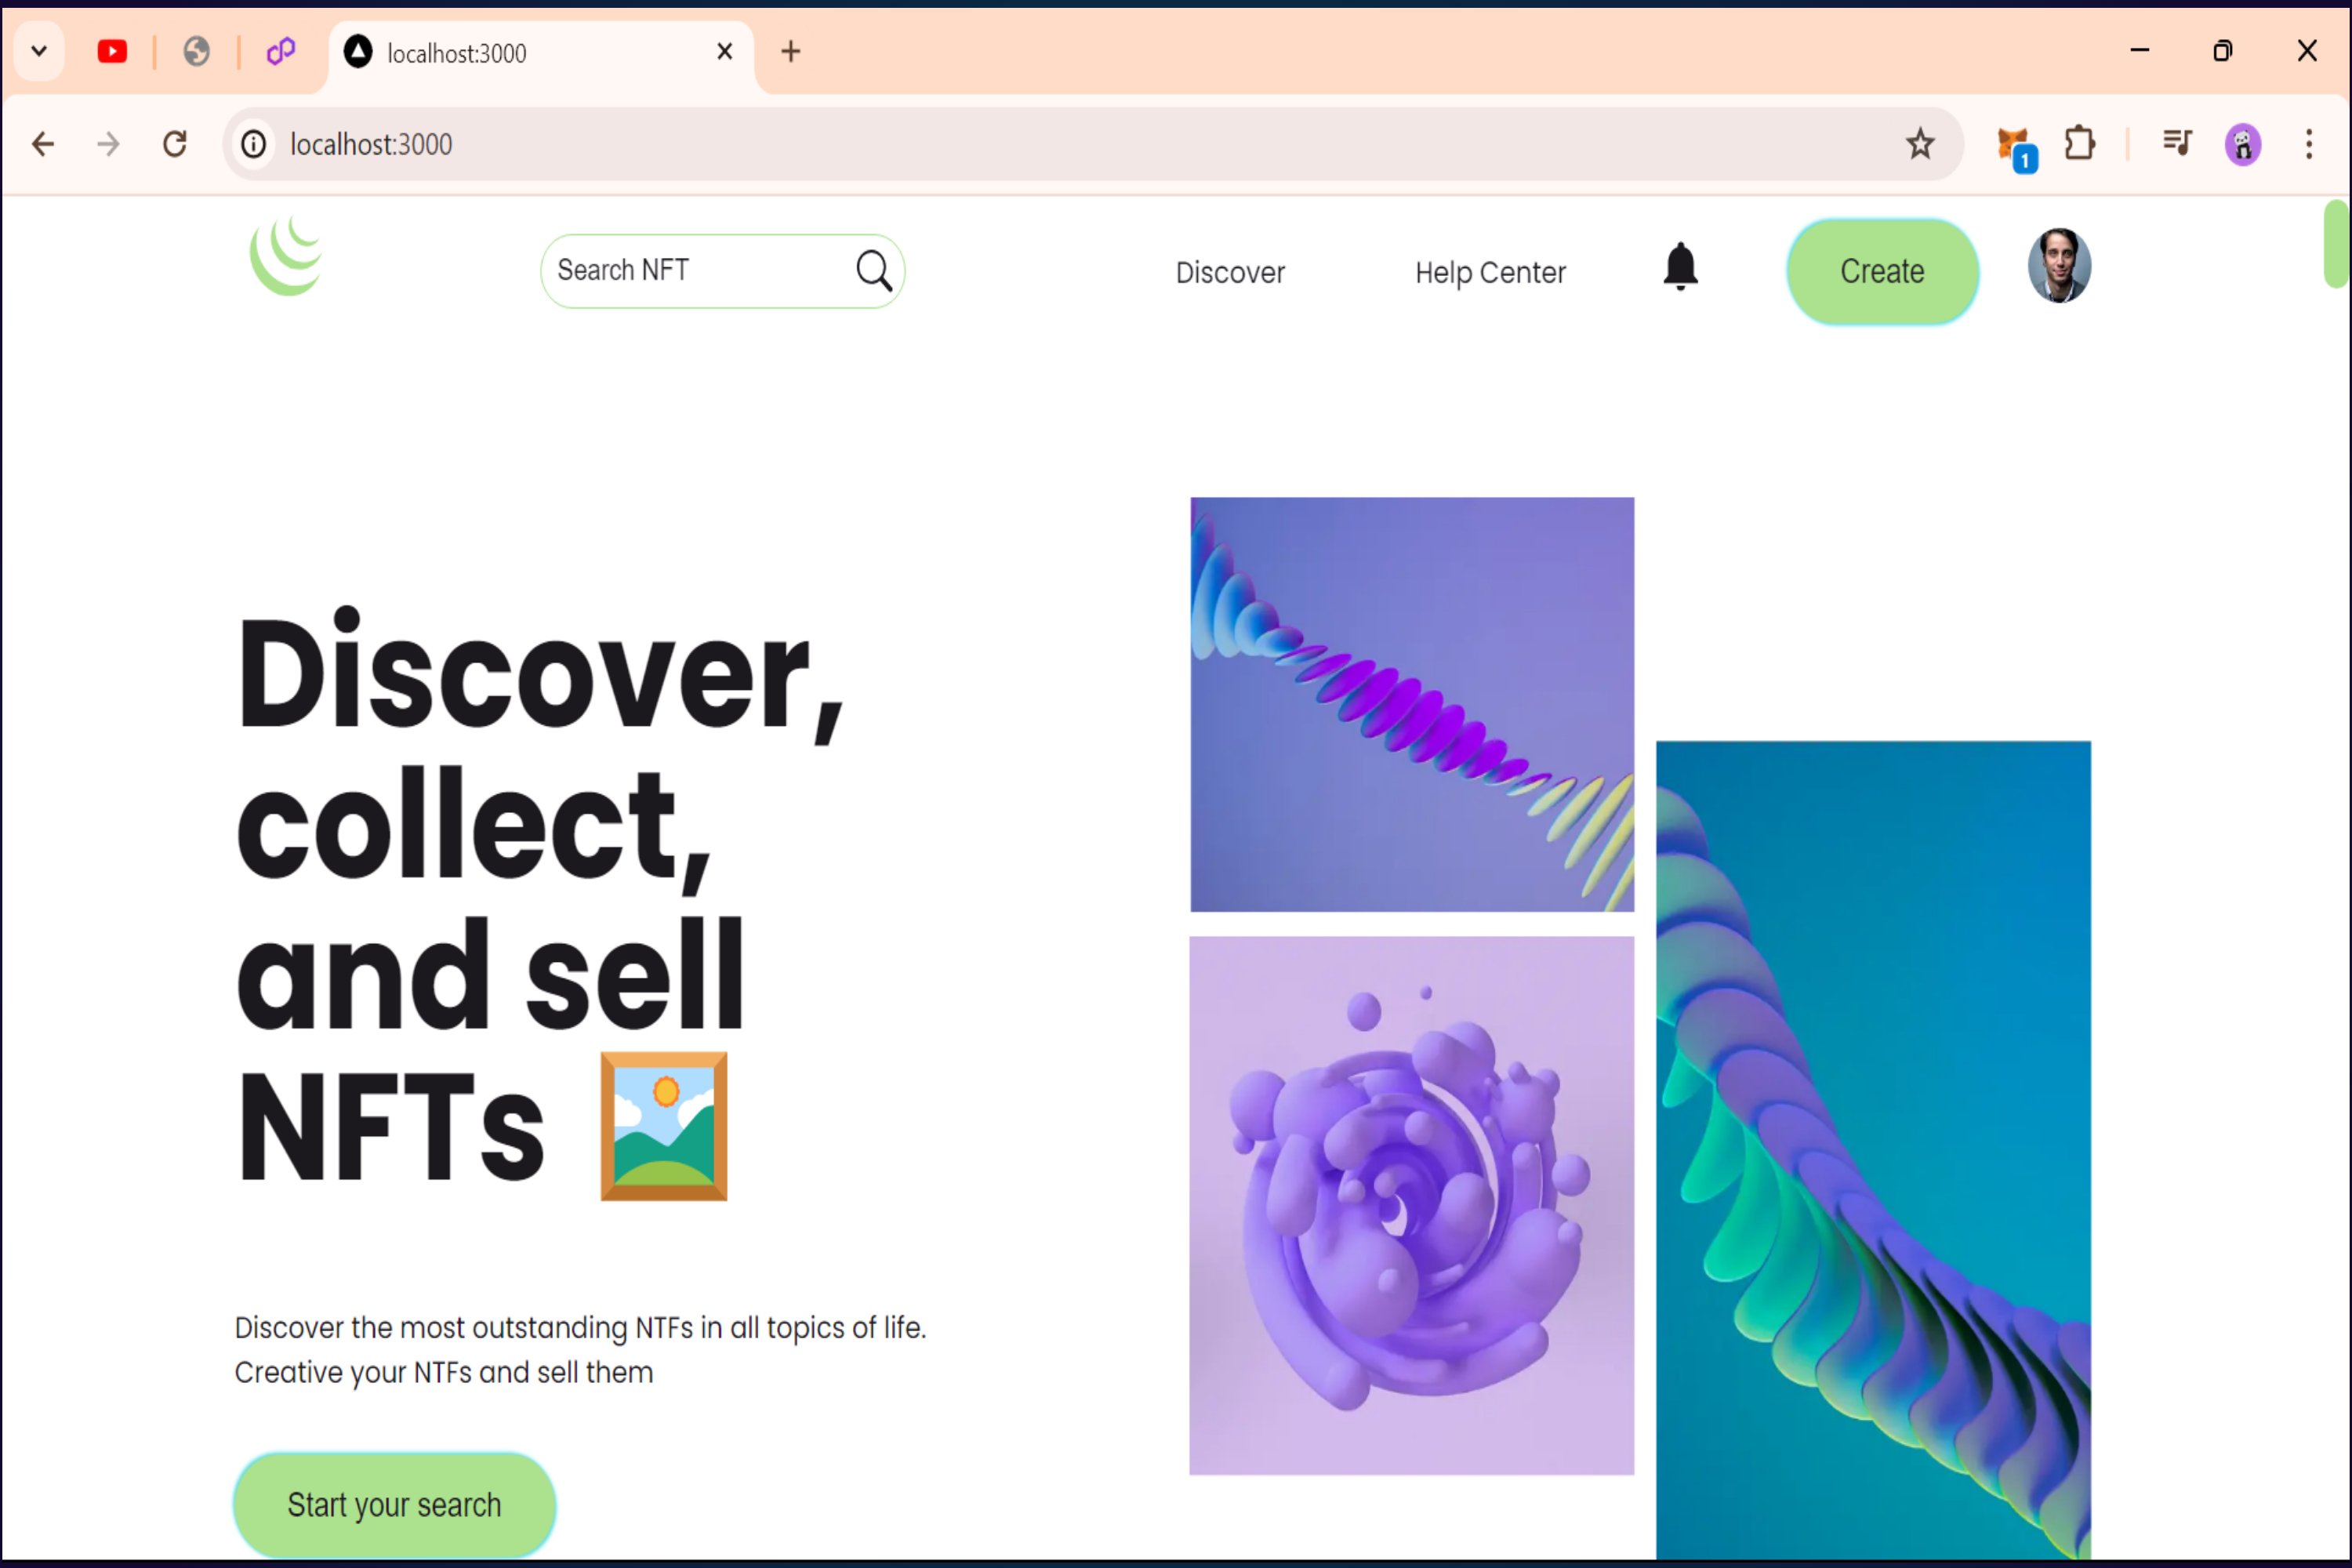 localhost:3000
localhost:3000
1
Search NFT
Discover
Help Center
Create
Discover,
collect,
and sell
NFTs
Discover the most outstanding NTFs in all topics of life.
Creative your NTFs and sell them
Start your search